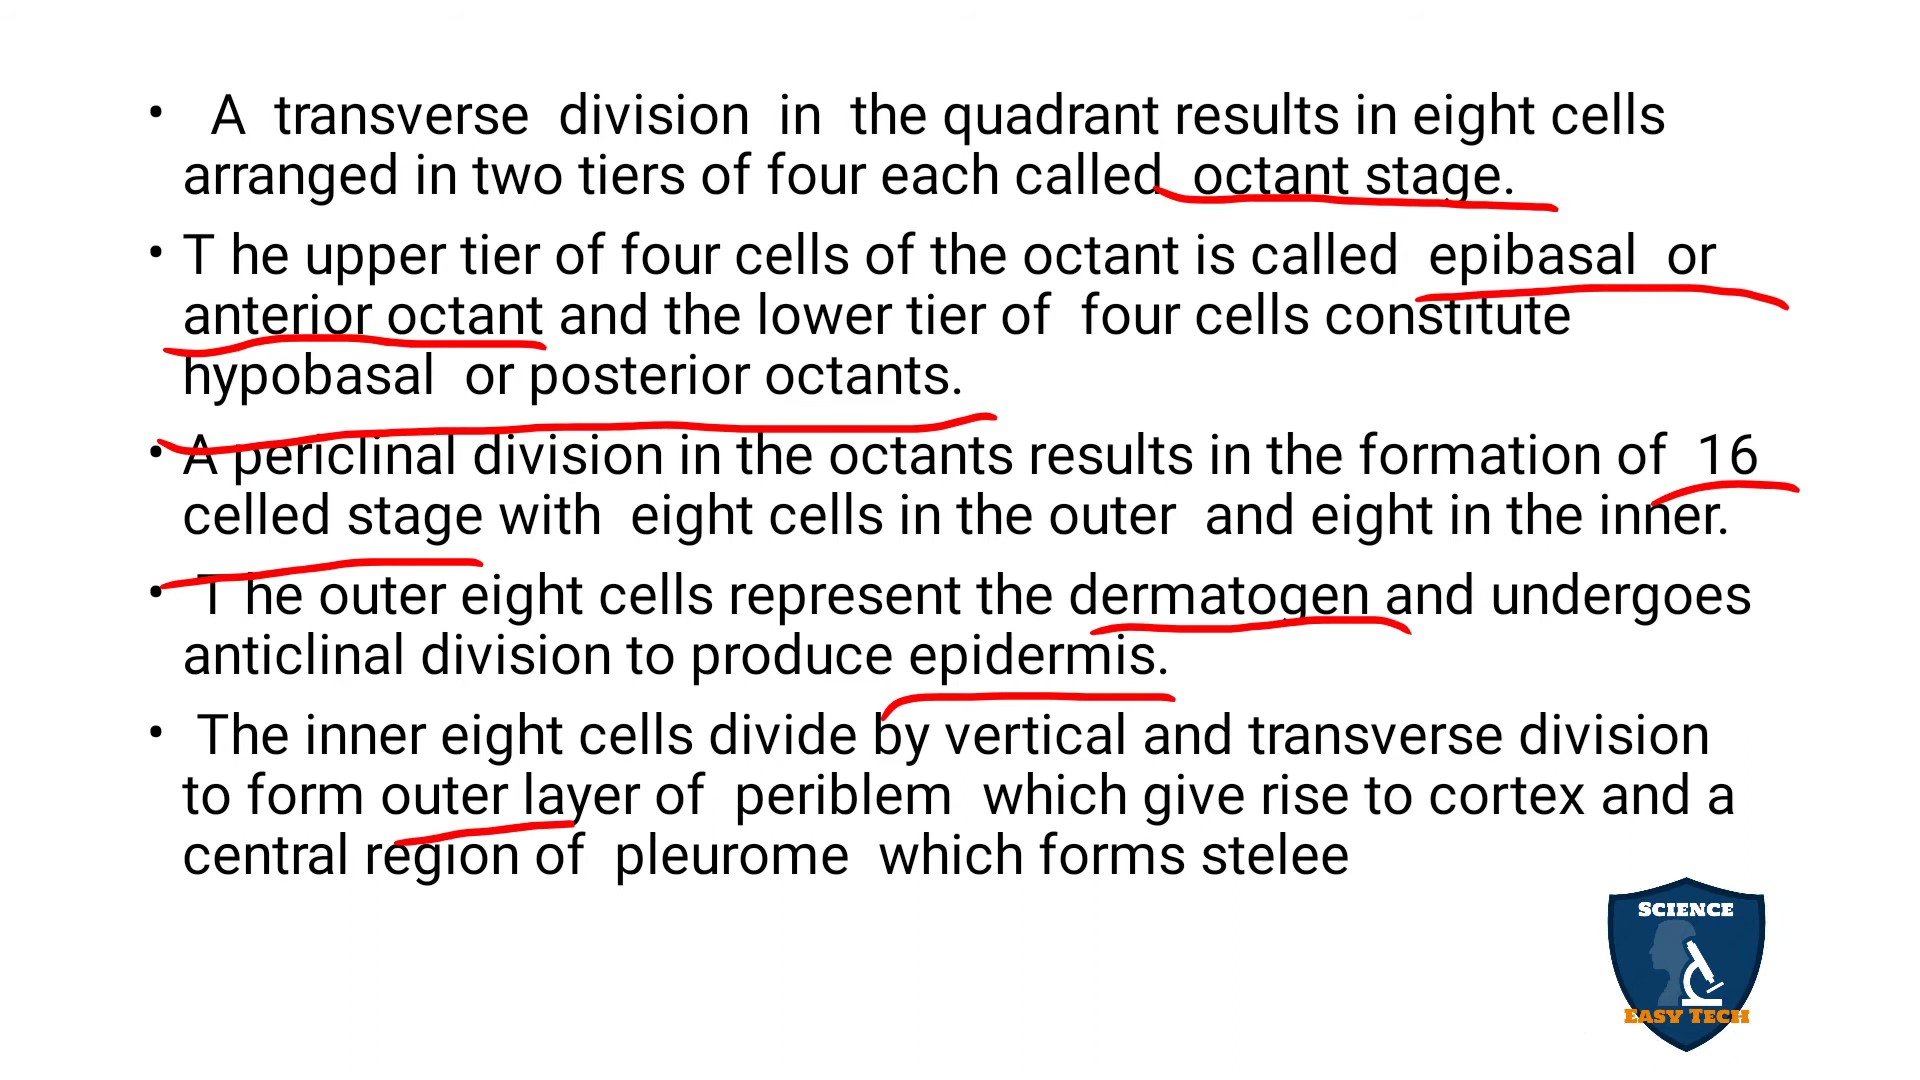 • A transverse division in the quadrant results in eight cells
arranged in two tiers of four each called octant stage.
• T he upper tier of four cells of the octant is called epibasal or
anterior octant and the lower tier of four cells constitute
hypobasal or posterior octants.
• A periclinal division in the octants results in the formation of 16
celled stage with eight cells in the outer and eight in the inner.
• T he outer eight cells represent the dermatogen and undergoes
anticlinal division to produce epidermis.
• The inner eight cells divide by vertical and transverse division
to form outer layer of periblem which give rise to cortex and a
central region of pleurome which forms stelee
SCIENCE
EASY TECH